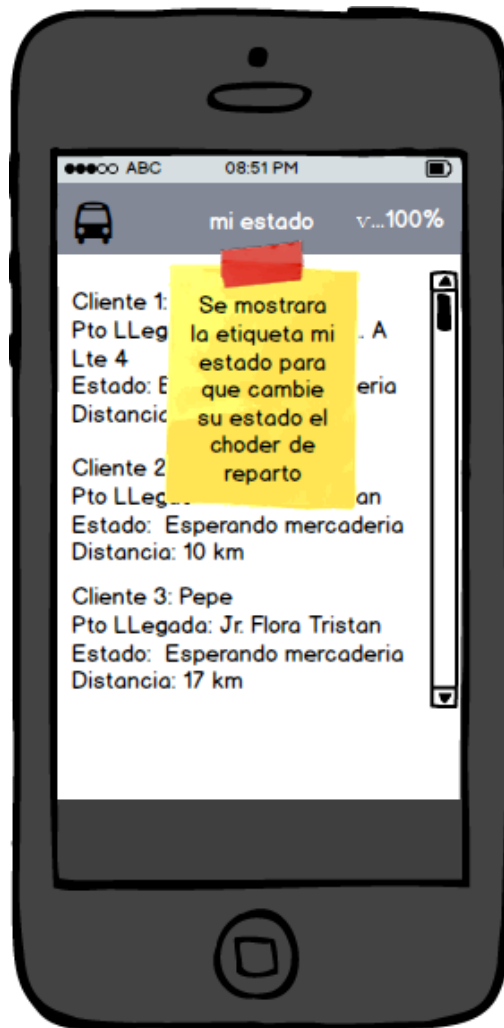 ABC 08:51 PM
mi estado v...100%
Se mostrara
la etiqueta mi
estado para
que cambie
su estado el
choder de
reparto
Cliente 1:
Pto LLeg . A
Lte 4
Estado: E eria
Distancia
Cliente 2
Pto LLega an
Estado: Esperando mercaderia
Distancia: 10 km
Cliente 3: Pepe
Pto LLegada: Jr. Flora Tristan
Estado: Esperando mercaderia
Distancia: 17 km